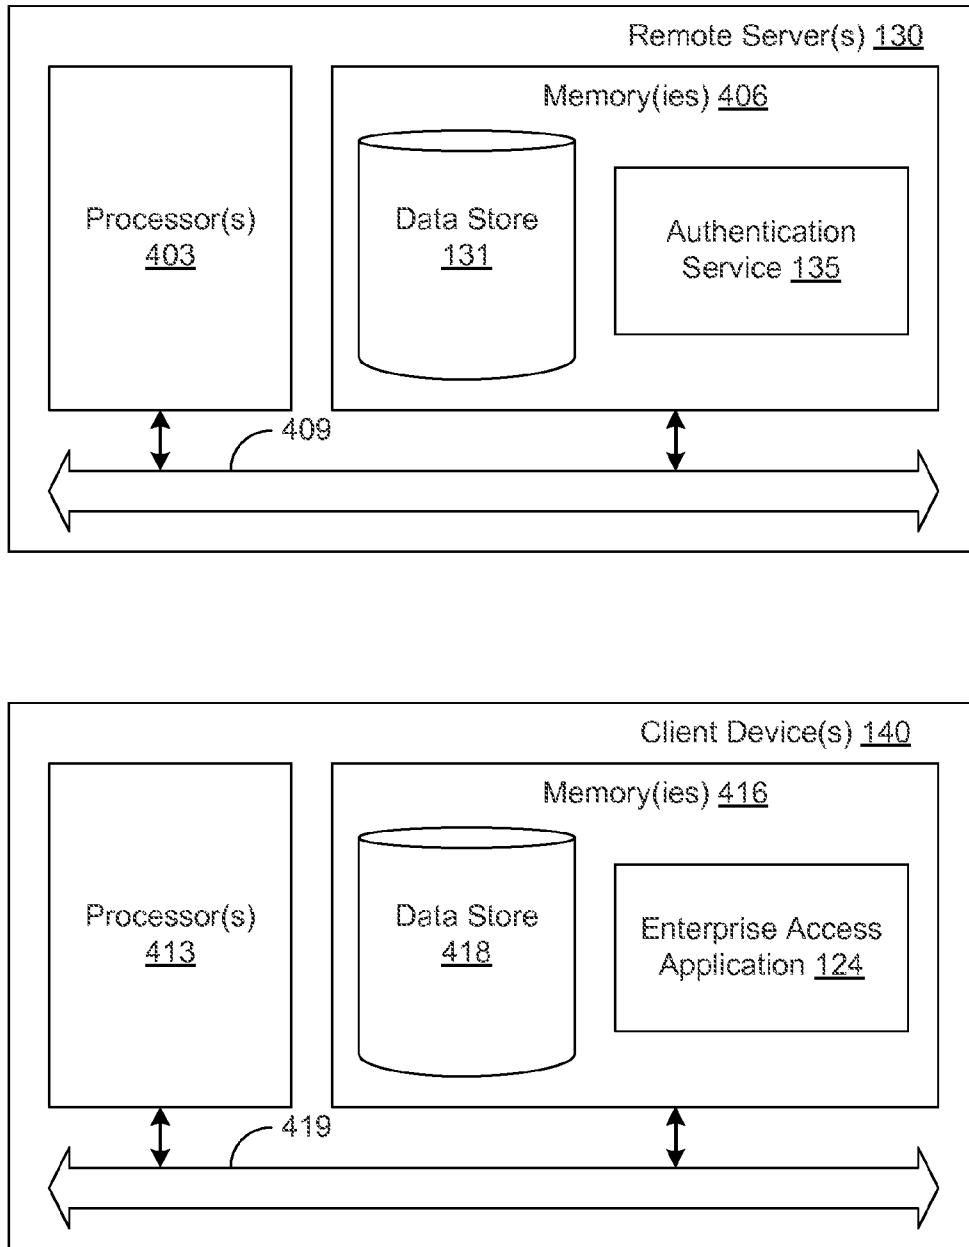 Remote Server(s) 130
Memory(ies) 406
Processor(s)
403
Data Store
131
Authentication
Service 135
409
Client Device(s) 140
Memory(ies) 416
Processor(s)
413
Data Store
418
Enterprise Access
Application 124
419